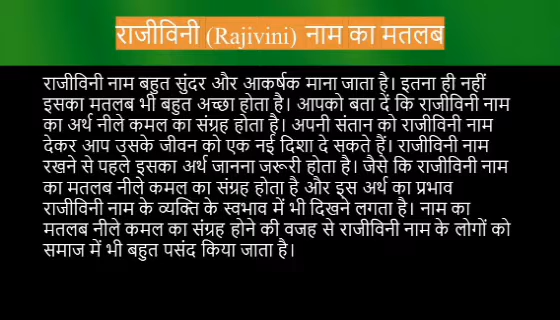 राजीविनी (Rajivini) नाम का मतलब
राजीविनी नाम बहुत सुंदर और आकर्षक माना जाता है। इतना ही नहीं
इसका मतलब भी बहुत अच्छा होता है। आपको बता दें कि राजीविनी नाम
का अर्थ नीले कमल का संग्रह होता है। अपनी संतान को राजीविनी नाम
देकर आप उसके जीवन को एक नई दिशा दे सकते हैं। राजीविनी नाम
रखने से पहले इसका अर्थ जानना जरूरी होता है। जैसे कि राजीविनी नाम
का मतलब नीले कमल का संग्रह होता है और इस अर्थ का प्रभाव
राजीविनी नाम के व्यक्ति के स्वभाव में भी दिखने लगता है। नाम का
मतलब नीले कमल का संग्रह होने की वजह से राजीविनी नाम के लोगों को
समाज में भी बहुत पसंद किया जाता है।